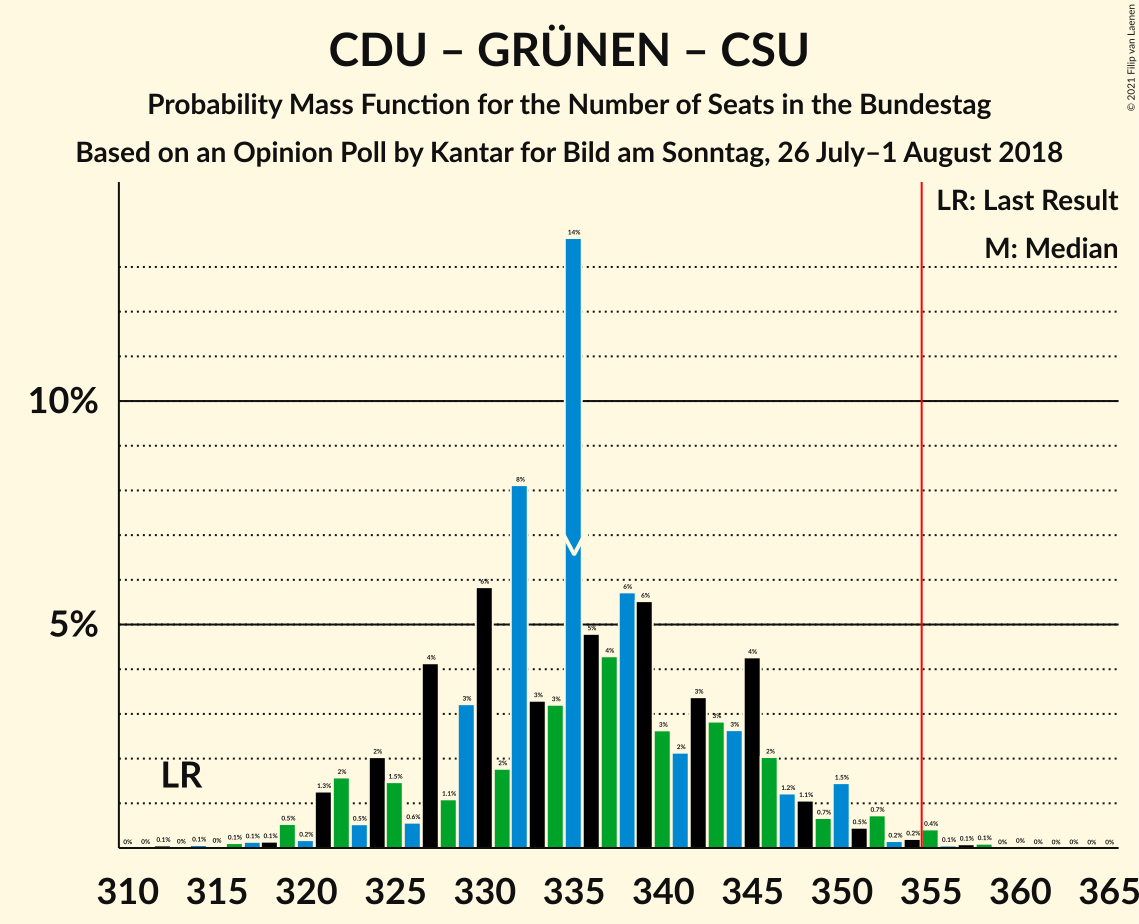 CDU – GRÜNEN – CSU
Probability Mass Function for the Number of Seats in the Bundestag
Based on an Opinion Poll by Kantar for Bild am Sonntag, 26 July–1 August 2018
© 2021 Filip van Laenen
LR: Last Result
M: Median
10%
5%
LR
0% 0% 0.1% 0% 0.1% 0% 0.1% 0.1% 0.1% 0.5% 0.2% 1.3% 2% 0.5% 2% 1.5% 0.6% 4% 1.1% 3% 6% 2% 8% 3% 3% 14% 5% 4% 6% 6% 3% 2% 3% 3% 3% 4% 2% 1.2% 1.1% 0.7% 1.5% 0.5% 0.7% 0.2% 0.2% 0.4% 0.1% 0.1% 0.1% 0% 0% 0% 0% 0% 0% 0%
M
310 315 320 325 330 335 340 345 350 355 360 365